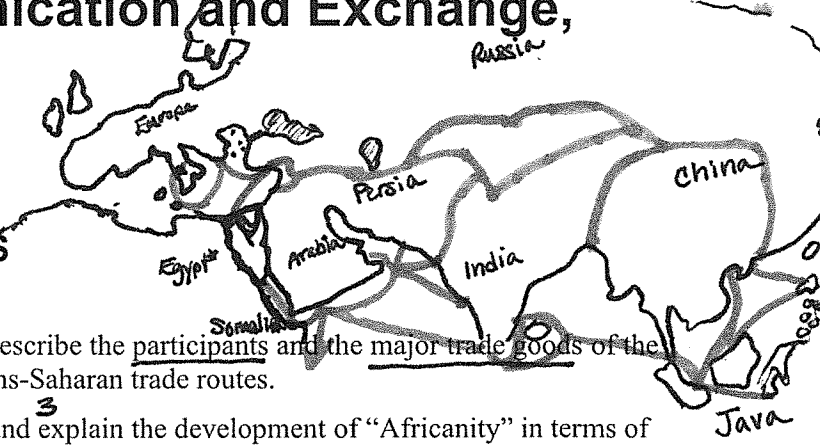 nication and Exchange,
Russia
Europe
China
Persia
Arabia
India
Egypt
Somalia
escribe the participants and the major trade goods of the
ns-Saharan trade routes.
3
nd explain the development of “Africanity” in terms of
Java